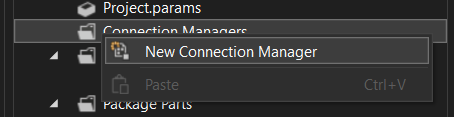 Project.params
Connection Managers
New Connection Manager
Paste Ctrl+V
Package Parts